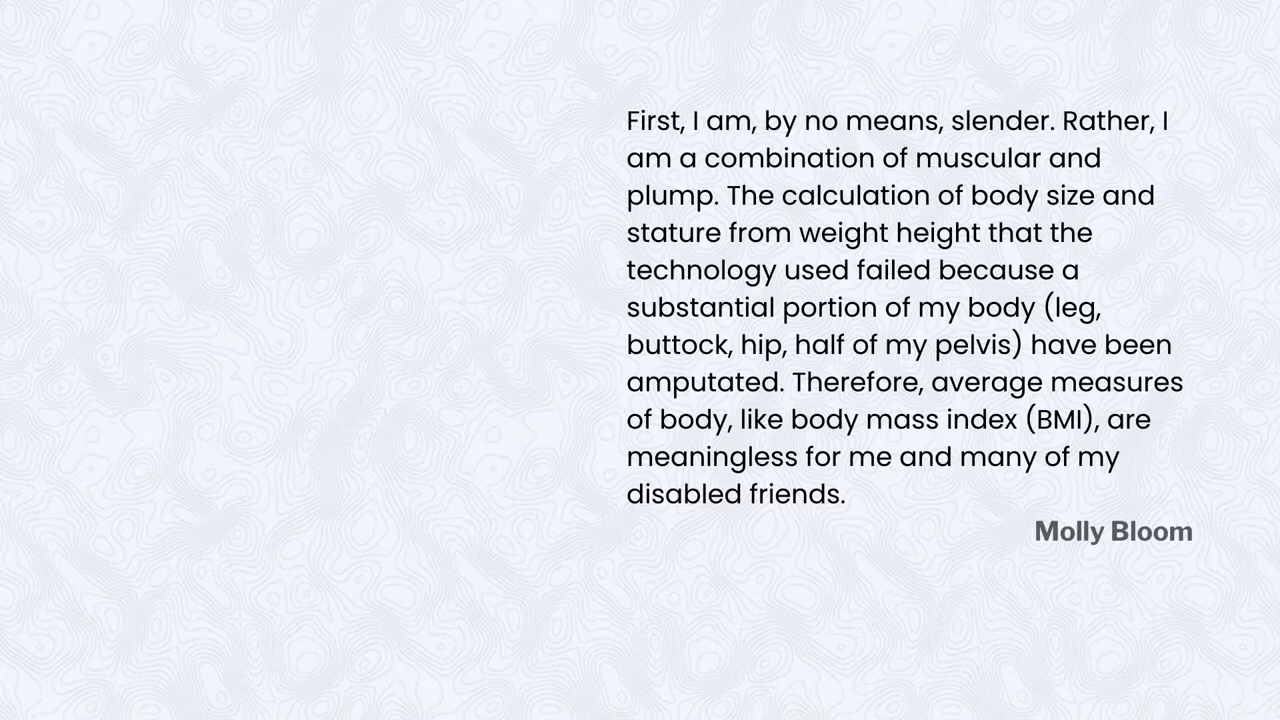 First, I am, by no means, slender. Rather, I
am a combination of muscular and
plump. The calculation of body size and
stature from weight height that the
technology used failed because a
substantial portion of my body (leg,
buttock, hip, half of my pelvis) have been
amputated. Therefore, average measures
of body, like body mass index (BMI), are
meaningless for me and many of my
disabled friends.
Molly Bloom